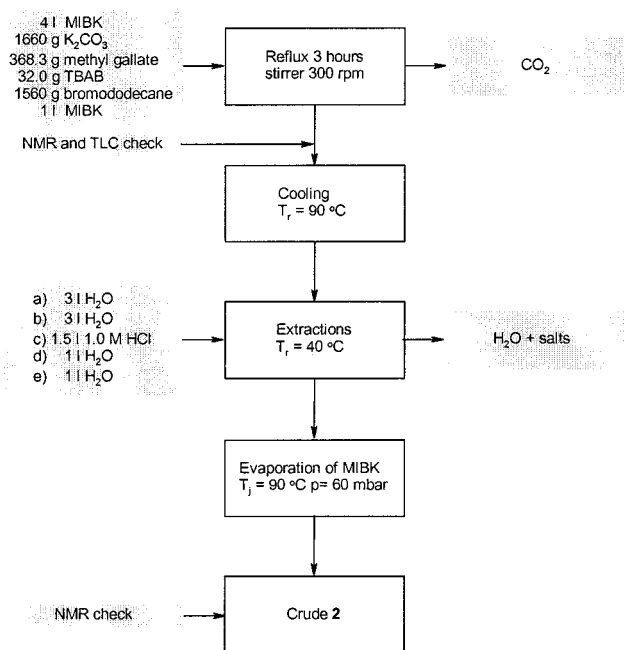 4 l MIBK
1660 g K₂CO₃
368.3 g methyl gallate
32.0 g TBAB
1560 g bromododecane
1 l MIBK
Reflux 3 hours
stirrer 300 rpm
CO₂
NMR and TLC check
Cooling
Tᵣ = 90 ºC
a) 3 l H₂O
b) 3 l H₂O
c) 1.5 l 1.0 M HCl
d) 1 l H₂O
e) 1 l H₂O
Extractions
Tᵣ = 40 ºC
H₂O + salts
Evaporation of MIBK
Tⱼ = 90 ºC p= 60 mbar
NMR check
Crude 2